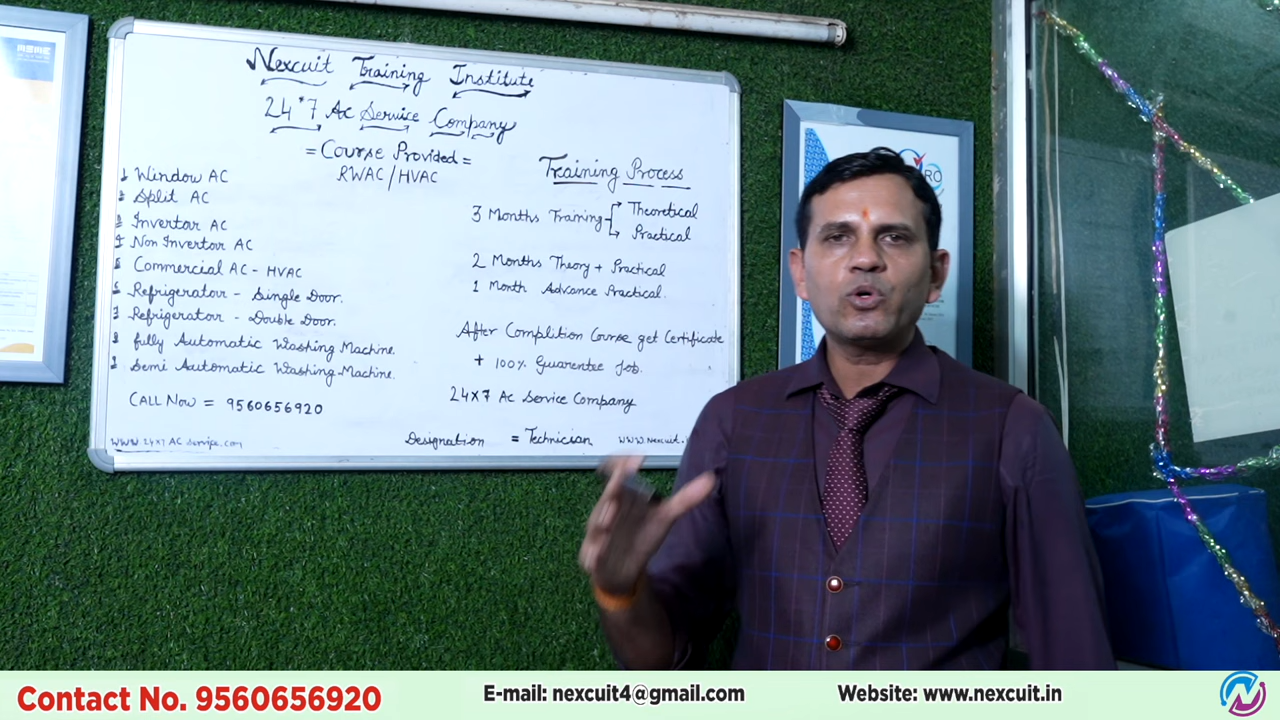 Nexcuit Training Institute
24*7 Ac Service Company
= Course Provided =
RWAC/HVAC
1 Window AC
2 Split AC
3 Invertor AC
4 Non Invertor AC
5 Commercial AC - HVAC
6 Refrigerator - Single Door.
7 Refrigerator - Double Door.
8 fully Automatic Washing Machine.
9 Semi Automatic Washing Machine.
CALL NOW = 9560656920
Training Process
3 Months Training → Theoretical
→ Practical
2 Months Theory + Practical
1 Month Advance Practical.
After Complition Course get Certificate
+ 100% Guarentee Job.
24x7 Ac Service Company
Designation = Technician
Contact No. 9560656920
E-mail: nexcuit4@gmail.com
Website: www.nexcuit.in